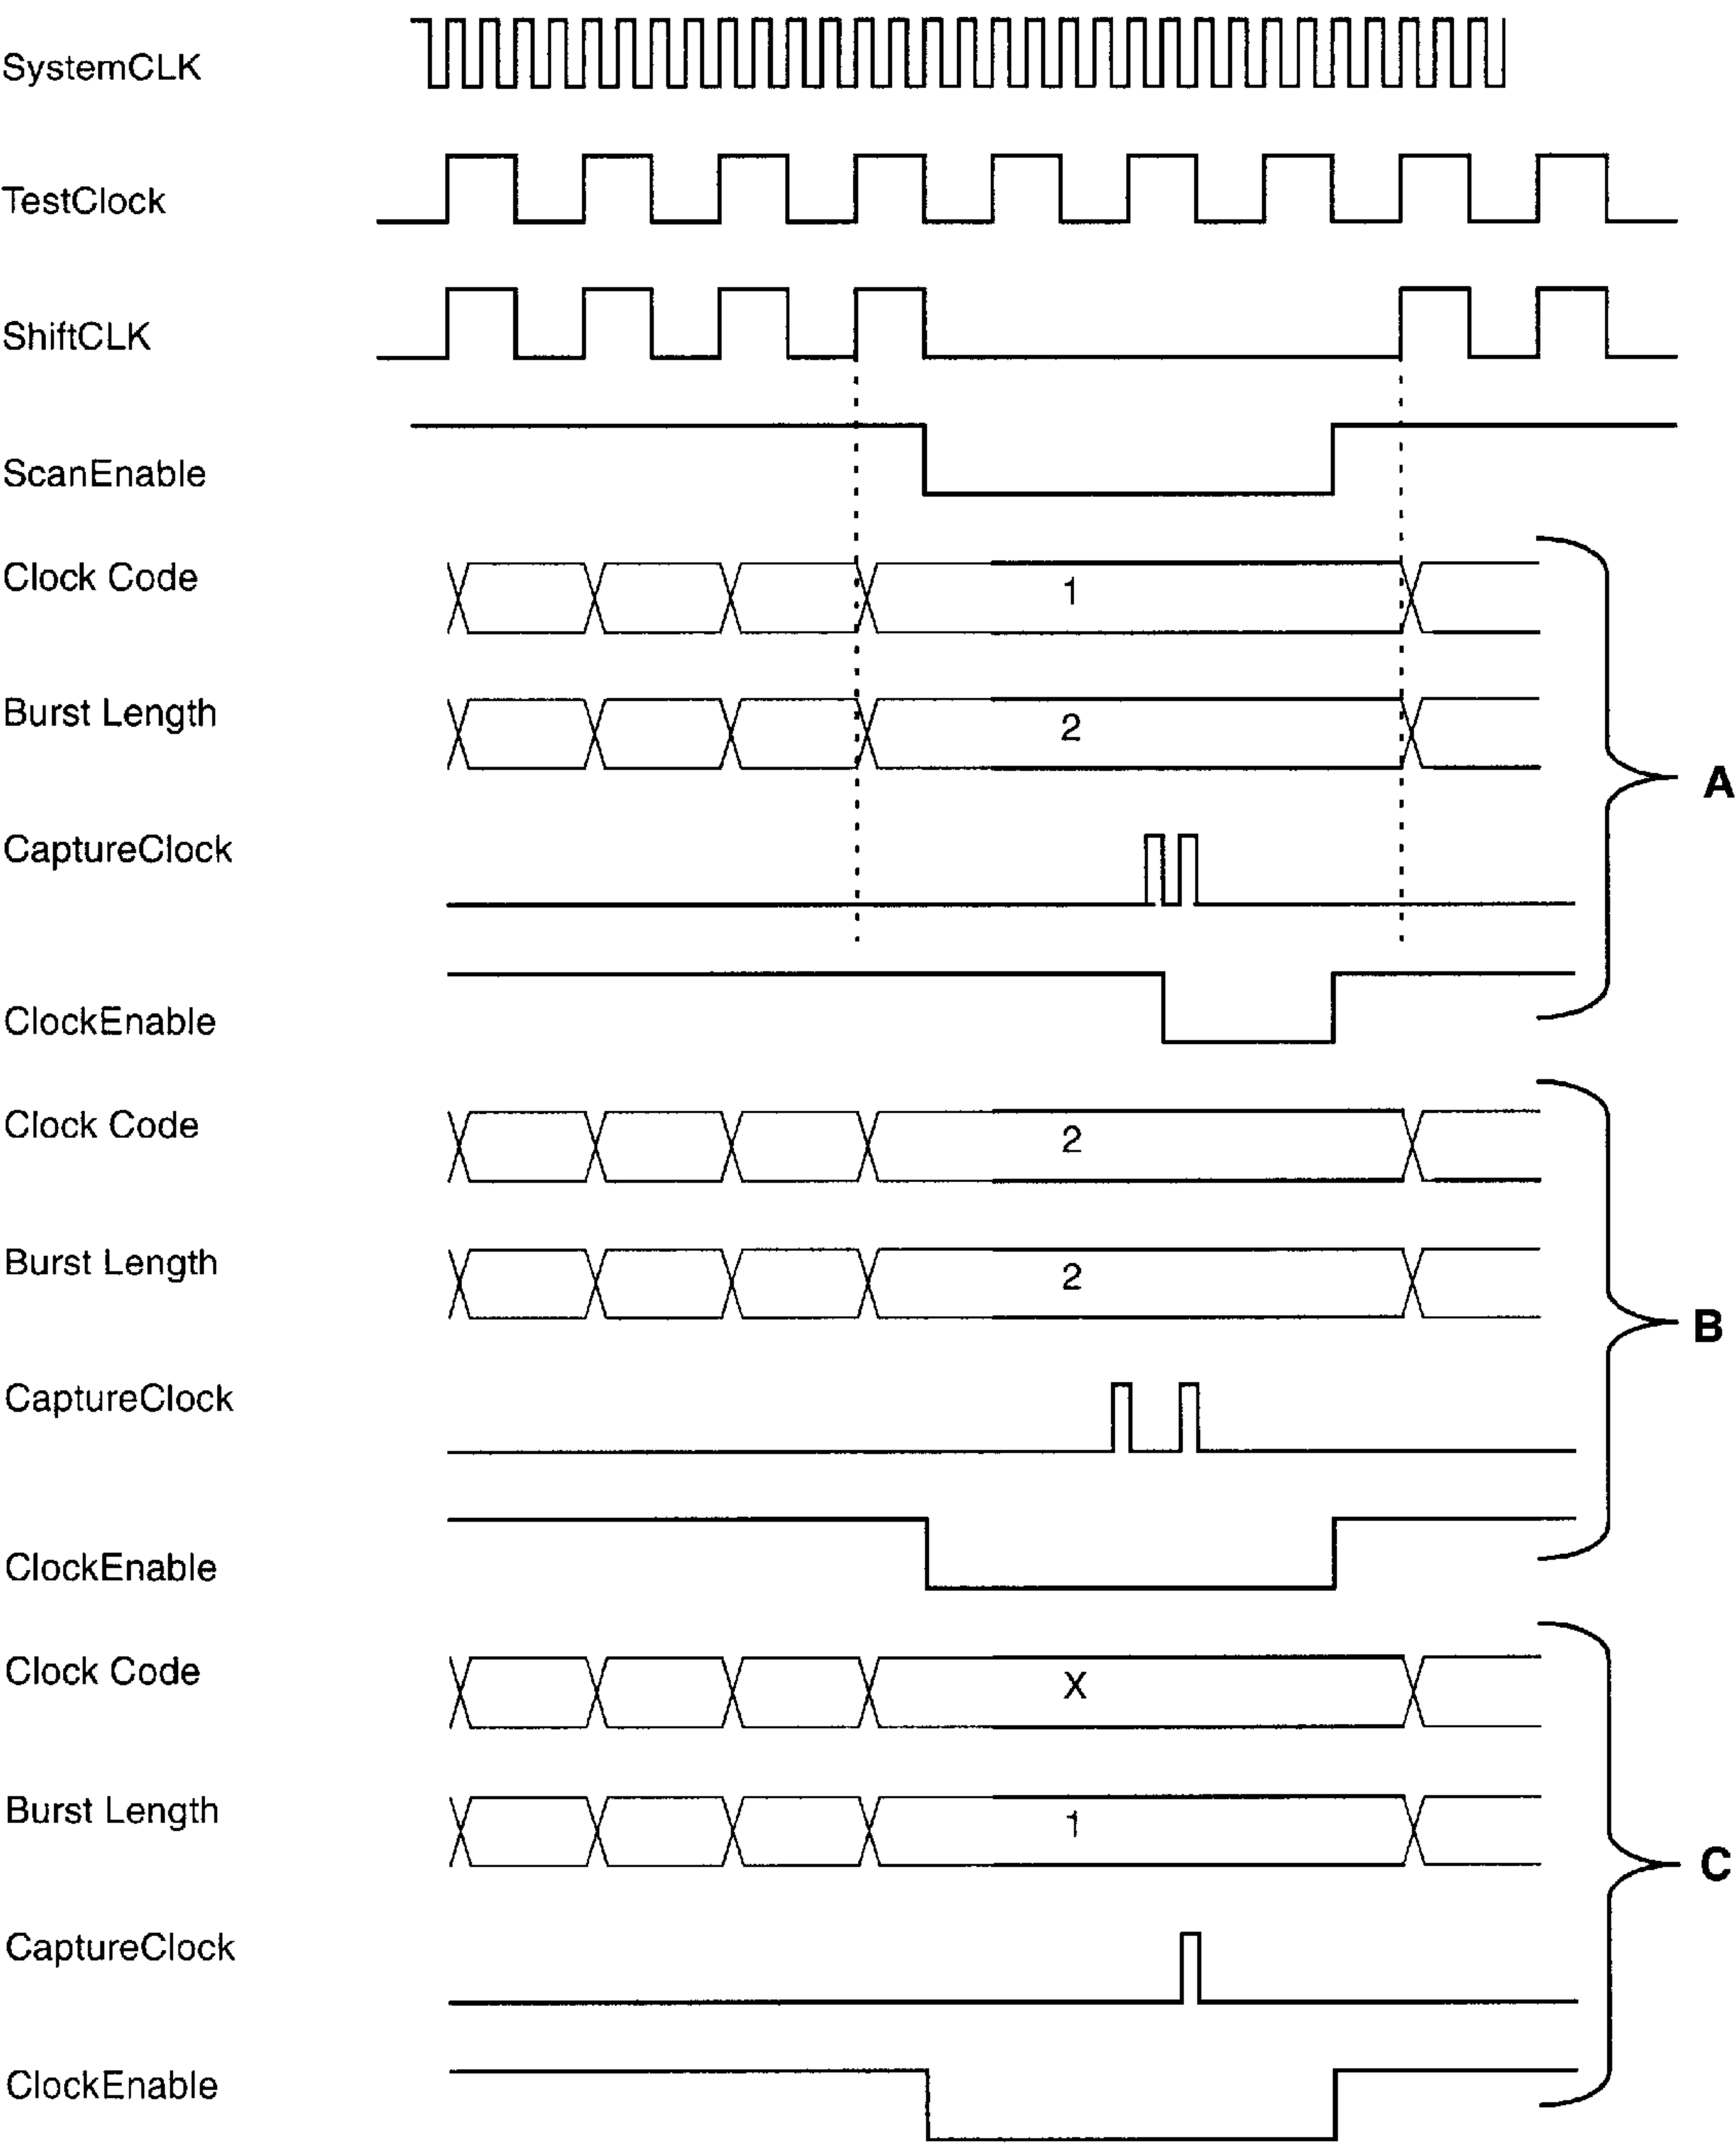 SystemCLK
TestClock
ShiftCLK
ScanEnable
Clock Code
1
Burst Length
2
A
CaptureClock
ClockEnable
Clock Code
2
Burst Length
2
B
CaptureClock
ClockEnable
Clock Code
X
Burst Length
1
C
CaptureClock
ClockEnable